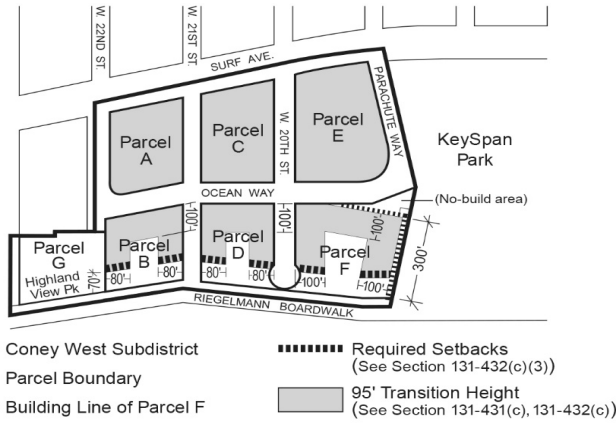 W. 22ND ST.
W. 21ST ST.
SURF AVE.
PARACHUTE WAY
W. 20TH ST.
Parcel
A
Parcel
C
Parcel
E
KeySpan
Park
OCEAN WAY
(No-build area)
100'
100'
100'
300'
Parcel
G
Highland
View Pk
70'
Parcel
B
80'
80'
Parcel
D
80'
80'
Parcel
F
100'
100'
RIEGELMANN BOARDWALK
Coney West Subdistrict
Parcel Boundary
Building Line of Parcel F
Required Setbacks
(See Section 131-432(c)(3))
95' Transition Height
(See Section 131-431(c), 131-432(c))